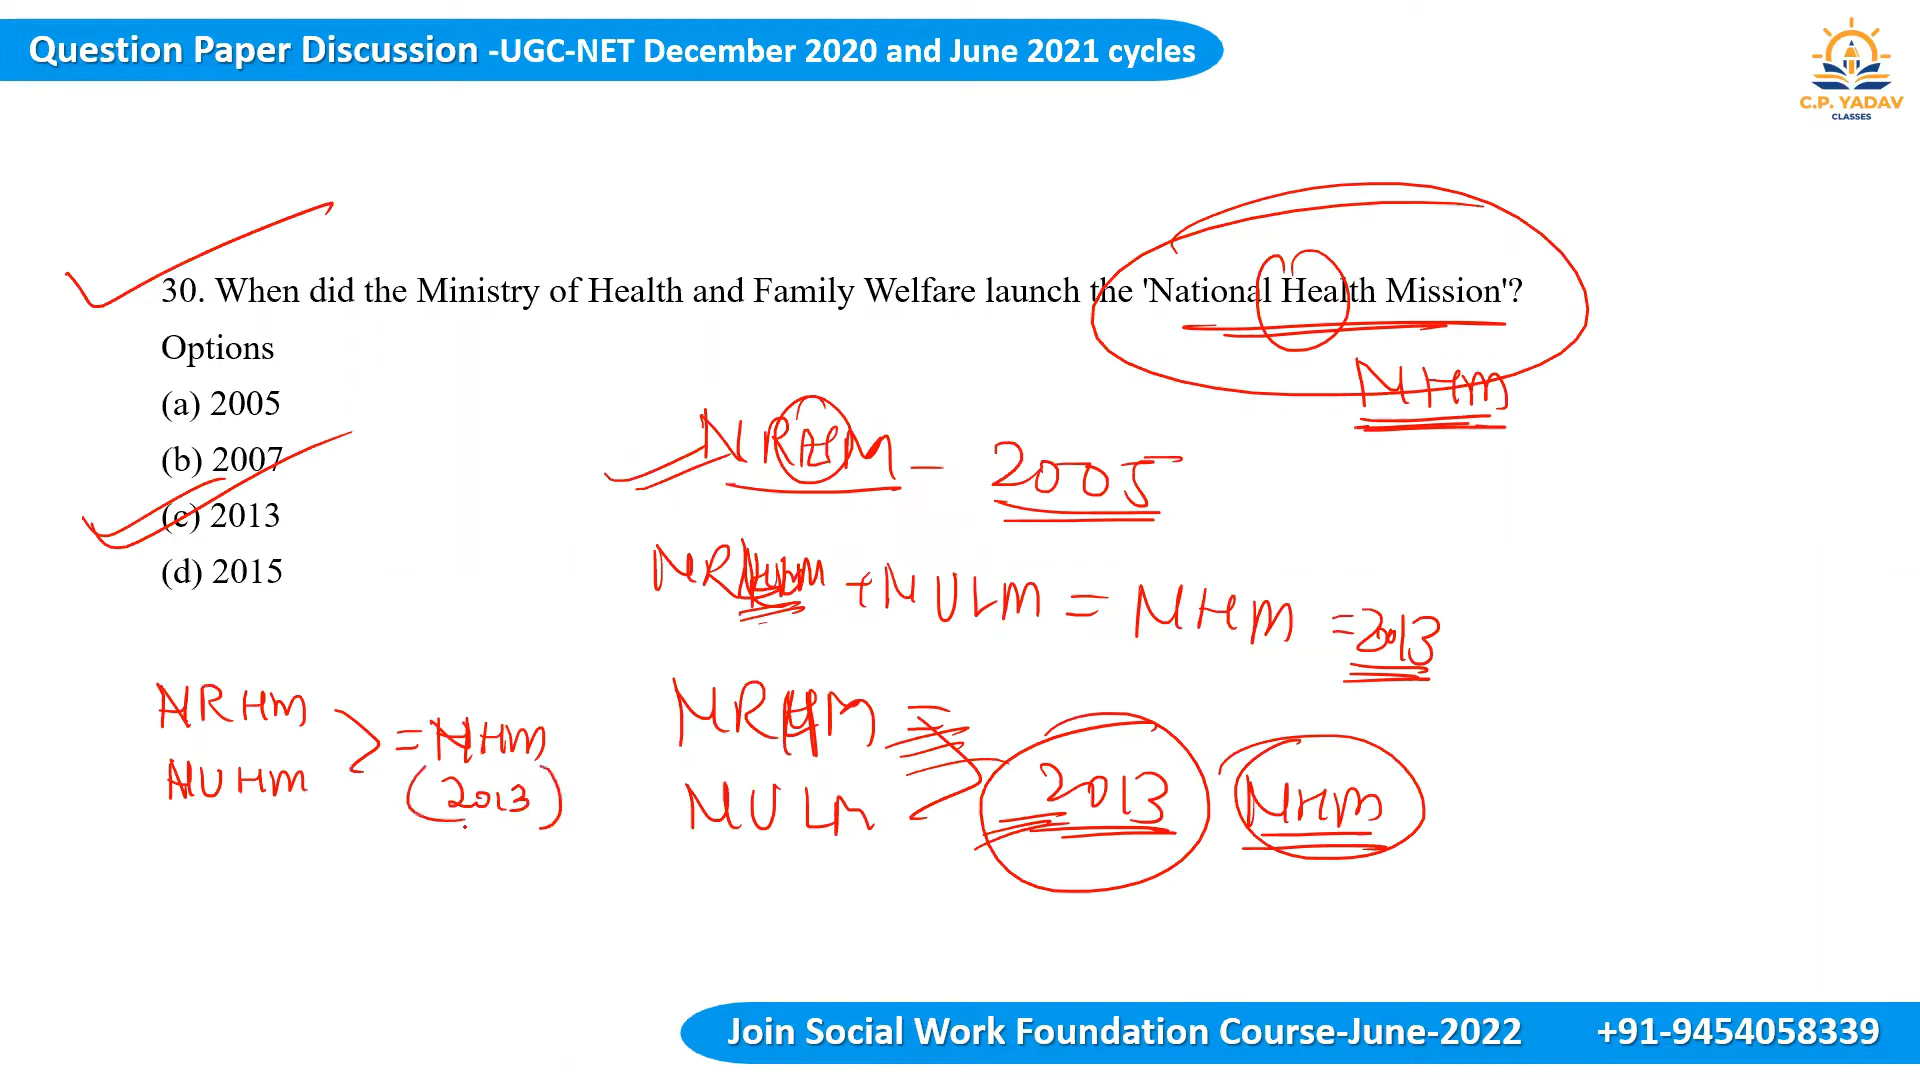 Question Paper Discussion -UGC-NET December 2020 and June 2021 cycles
C.P. YADAV
CLASSES
30. When did the Ministry of Health and Family Welfare launch the 'National Health Mission'?
Options
(a) 2005
(b) 2007
(c) 2013
(d) 2015
NHM
NRHM - 2005
+ NULM = NHM = 2013
NRHM
NUHM
= NHM
(2013)
NRHM =
NULM
2013
NHM
Join Social Work Foundation Course-June-2022 +91-9454058339